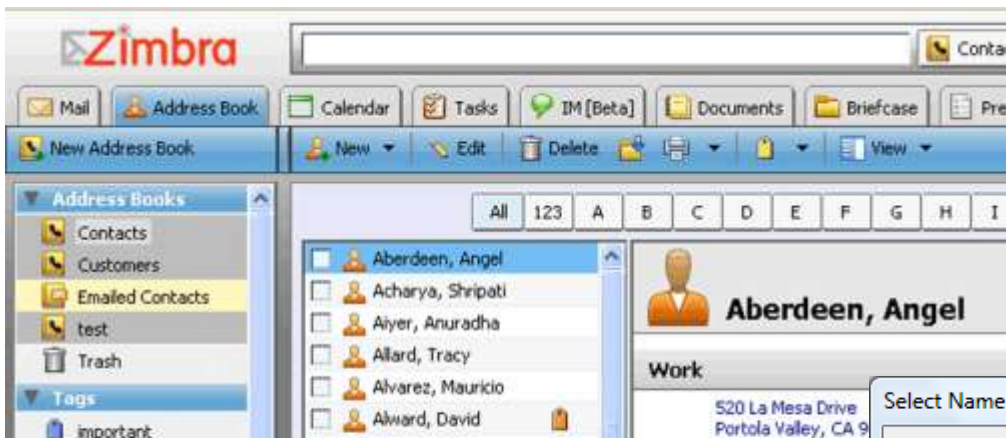 Zimbra
Conta
Mail Address Book Calendar Tasks IM [Beta] Documents Briefcase Pre
New Address Book New Edit Delete View
Address Books
Contacts
Customers
Emailed Contacts
test
Trash
Tags
important
All 123 A B C D E F G H I
Aberdeen, Angel
Acharya, Shripati
Aiyer, Anuradha
Allard, Tracy
Alvarez, Mauricio
Alward, David
Aberdeen, Angel
Work
520 La Mesa Drive
Portola Valley, CA 9
Select Name